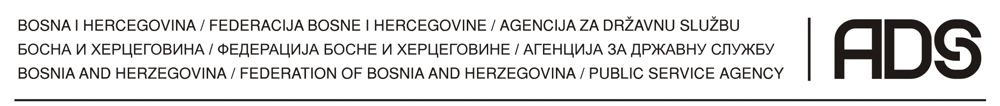 BOSNA I HERCEGOVINA / FEDERACIJA BOSNE I HERCEGOVINE / AGENCIJA ZA DRŽAVNU SLUŽBU
БОСНА И ХЕРЦЕГОВИНА / ФЕДЕРАЦИЈА БОСНЕ И ХЕРЦЕГОВИНЕ / АГЕНЦИЈА ЗА ДРЖАВНУ СЛУЖБУ
BOSNIA AND HERZEGOVINA / FEDERATION OF BOSNIA AND HERZEGOVINA / PUBLIC SERVICE AGENCY
ADS